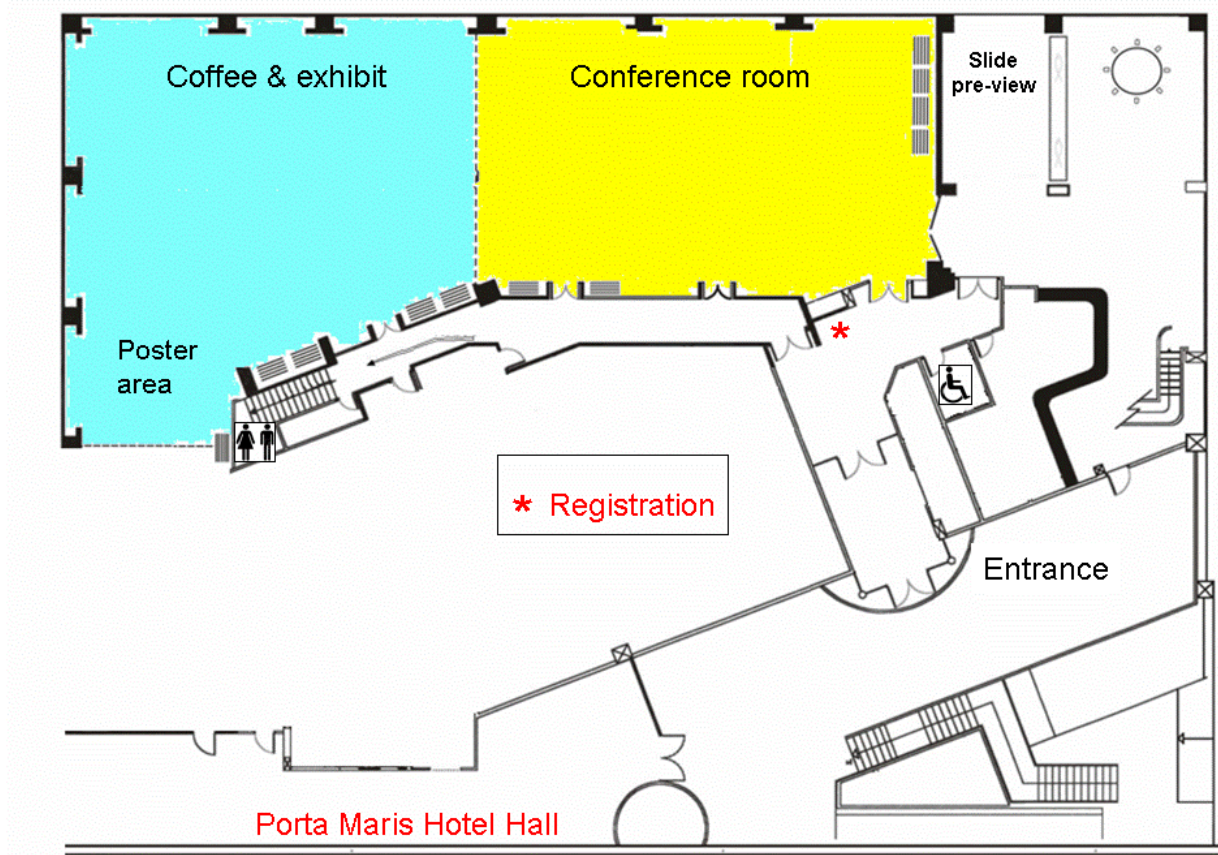 Coffee & exhibit
Conference room
Slide
pre-view
Poster
area
* Registration
Entrance
Porta Maris Hotel Hall